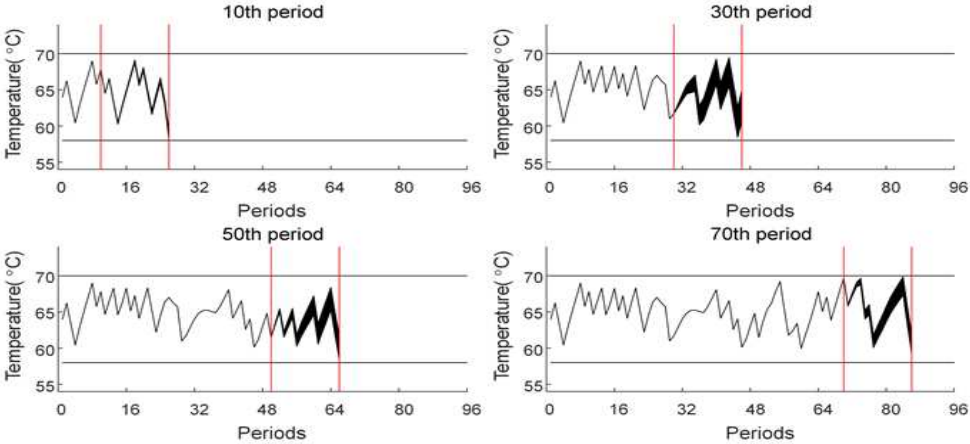 10th period
30th period
Temperature( °C)
70
65
60
55
0 16 32 48 64 80 96
Periods
Temperature( °C)
70
65
60
55
0 16 32 48 64 80 96
Periods
50th period
70th period
Temperature( °C)
70
65
60
55
0 16 32 48 64 80 96
Periods
Temperature( °C)
70
65
60
55
0 16 32 48 64 80 96
Periods